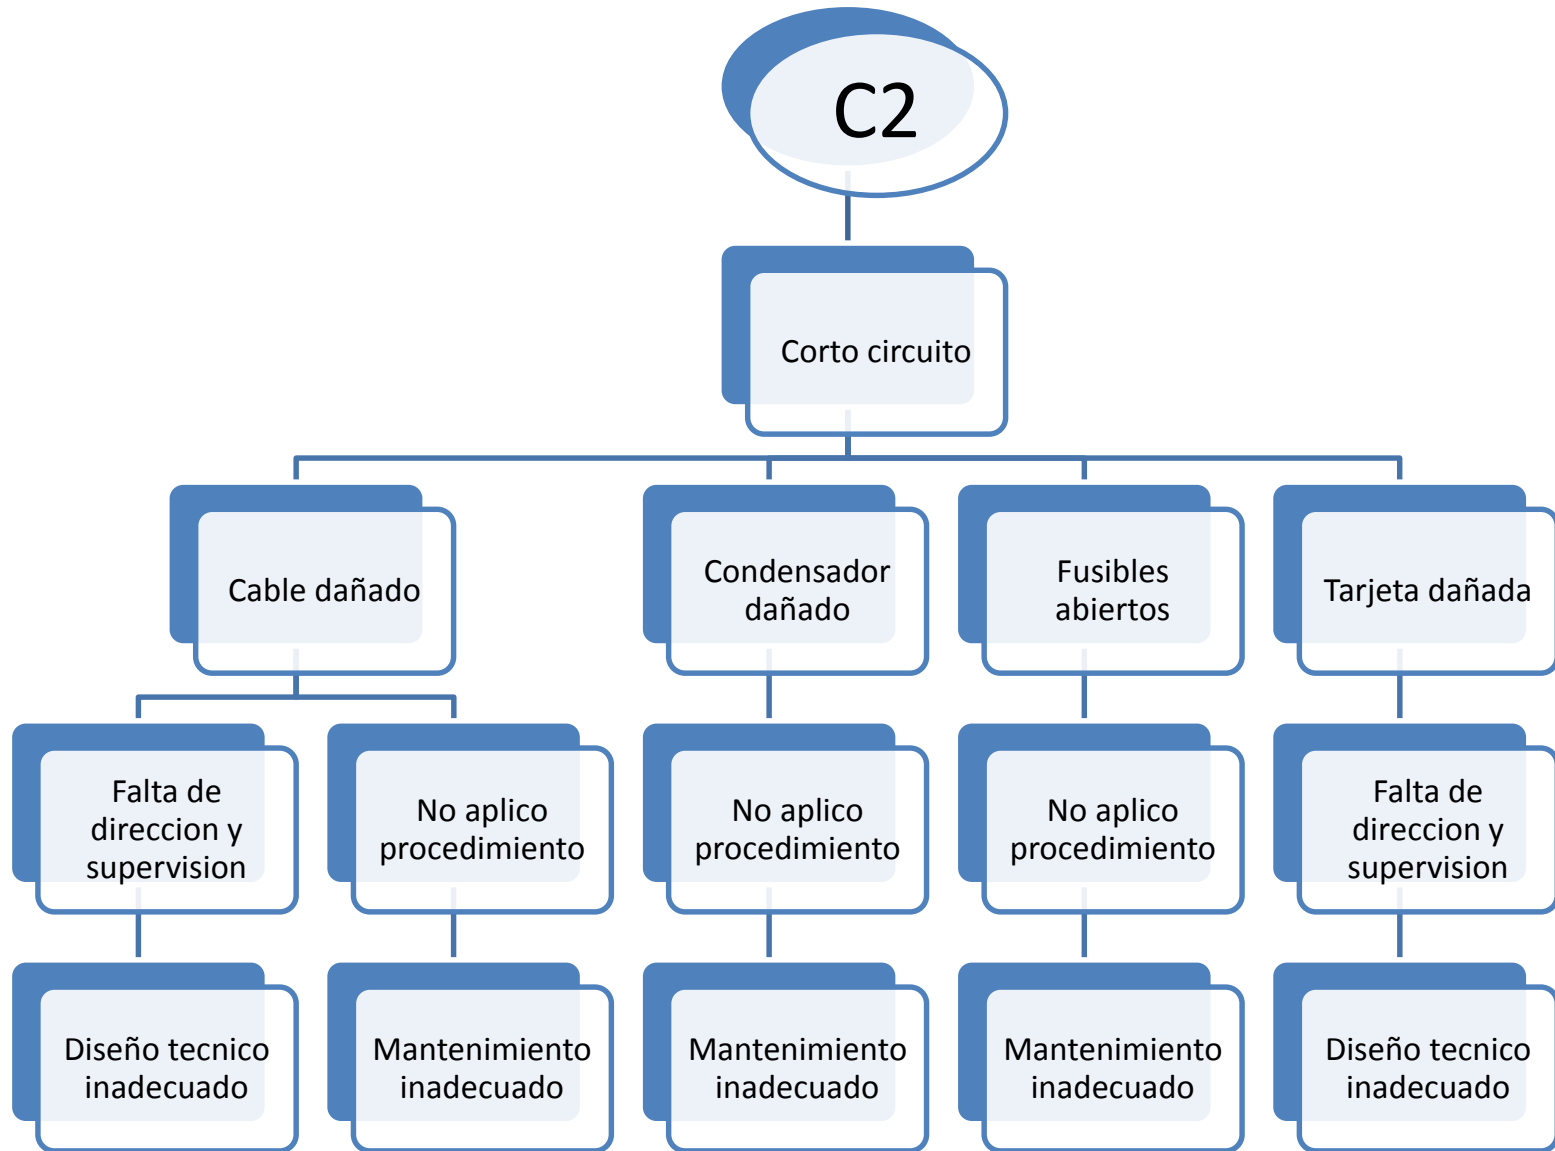 C2
Corto circuito
Cable dañado
Condensador
dañado
Fusibles
abiertos
Tarjeta dañada
Falta de
direccion y
supervision
No aplico
procedimiento
No aplico
procedimiento
No aplico
procedimiento
Falta de
direccion y
supervision
Diseño tecnico
inadecuado
Mantenimiento
inadecuado
Mantenimiento
inadecuado
Mantenimiento
inadecuado
Diseño tecnico
inadecuado